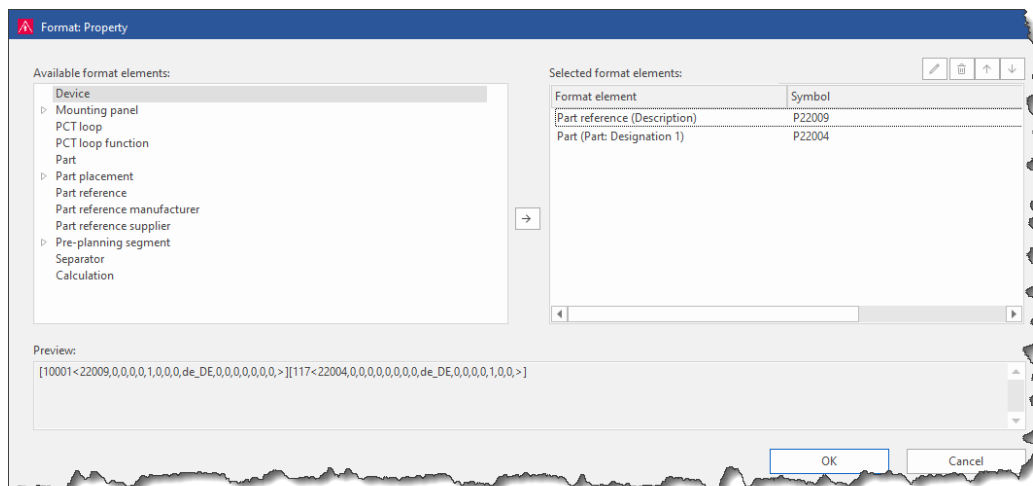 Format: Property
Available format elements:
Device
Mounting panel
PCT loop
PCT loop function
Part
Part placement
Part reference
Part reference manufacturer
Part reference supplier
Pre-planning segment
Separator
Calculation
Selected format elements:
Format element Symbol
Part reference (Description) P22009
Part (Part: Designation 1) P22004
Preview:
[10001<22009,0,0,0,0,1,0,0,0,de_DE,0,0,0,0,0,0,0,>][117<22004,0,0,0,0,0,0,0,0,de_DE,0,0,0,0,1,0,0,>]
OK Cancel